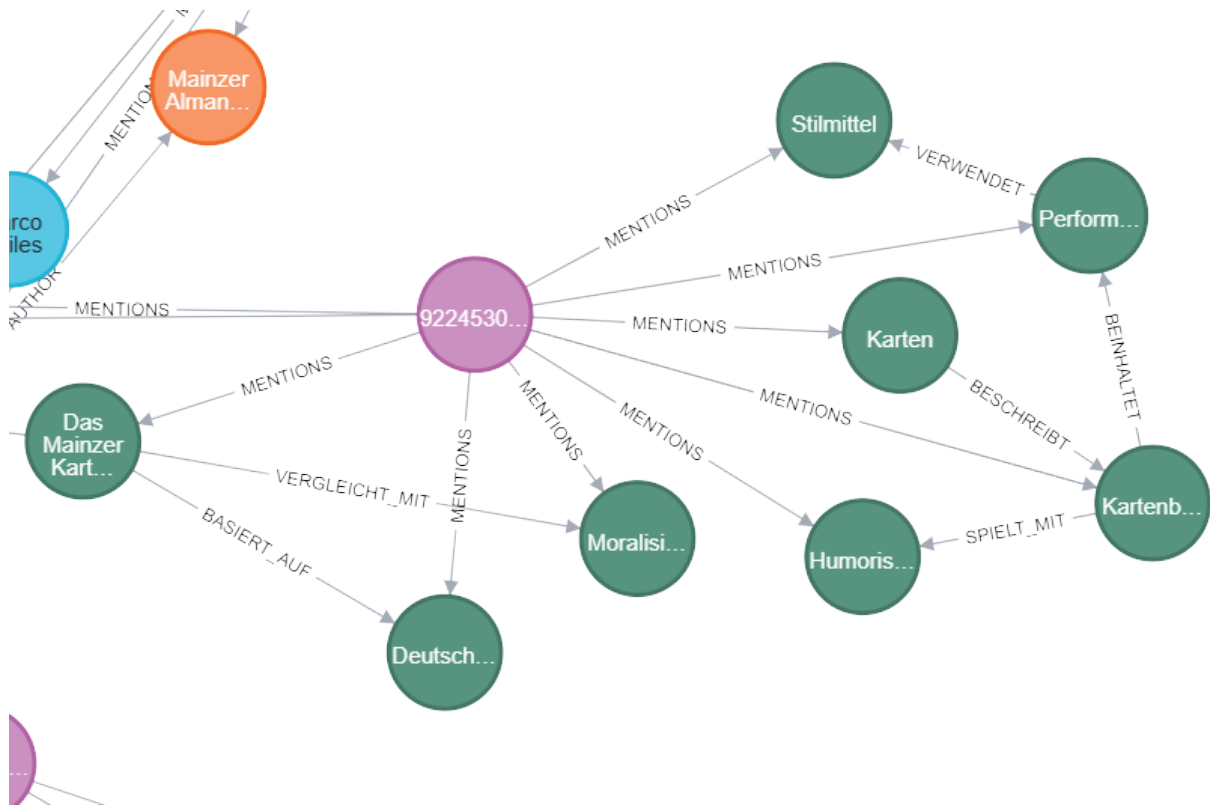 Mainzer
Alman...
MENTION
arco
iles
AUTHOR
MENTIONS
9224530...
MENTIONS
Stilmittel
VERWENDET
Perform...
MENTIONS
MENTIONS
Karten
BEINHALTET
BESCHREIBT
MENTIONS
Kartenb...
MENTIONS
Das
Mainzer
Kart...
MENTIONS
MENTIONS
MENTIONS
VERGLEICHT_MIT
BASIERT_AUF
Moralisi...
Humoris...
SPIELT_MIT
Deutsch...
...